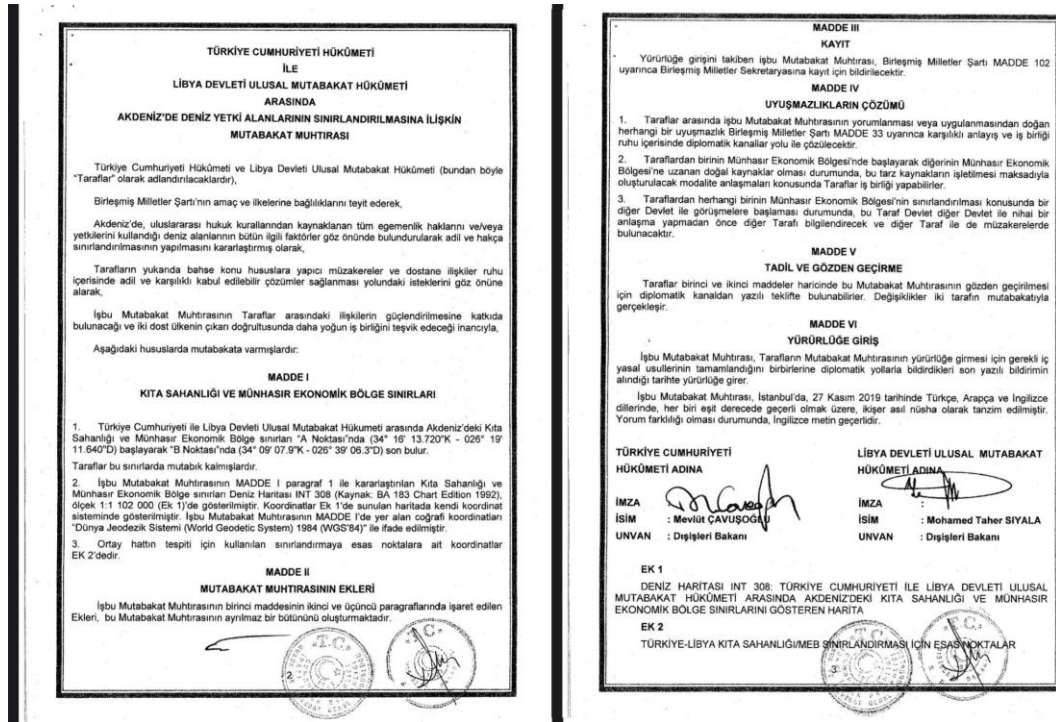 TÜRKİYE CUMHURİYETİ HÜKÛMETİ
İLE
LİBYA DEVLETİ ULUSAL MUTABAKAT HÜKÛMETİ
ARASINDA
AKDENİZ'DE DENİZ YETKİ ALANLARININ SINIRLANDIRILMASINA İLİŞKİN
MUTABAKAT MUHTIRASI
Türkiye Cumhuriyeti Hükûmeti ve Libya Devleti Ulusal Mutabakat Hükûmeti (bundan böyle
"Taraflar" olarak adlandırılacaklardır),
Birleşmiş Milletler Şartı'nın amaç ve ilkelerine bağlılıklarını teyit ederek,
Akdeniz'de, uluslararası hukuk kurallarından kaynaklanan tüm egemenlik haklarını ve/veya
yetkilerini kullandığı deniz alanlarının bütün ilgili faktörler göz önünde bulundurularak adil ve hakça
sınırlandırılmasının yapılmasını kararlaştırmış olarak,
Tarafların yukarıda bahse konu hususlara yapıcı müzakereler ve dostane ilişkiler ruhu
içerisinde adil ve karşılıklı kabul edilebilir çözümler sağlanması yolundaki isteklerini göz önüne
alarak,
İşbu Mutabakat Muhtırasının Taraflar arasındaki ilişkilerin güçlendirilmesine katkıda
bulunacağı ve iki dost ülkenin çıkarı doğrultusunda daha yoğun iş birliğini teşvik edeceği inancıyla,
Aşağıdaki hususlarda mutabakata varmışlardır:
MADDE I
KITA SAHANLIĞI VE MÜNHASIR EKONOMİK BÖLGE SINIRLARI
1. Türkiye Cumhuriyeti ile Libya Devleti Ulusal Mutabakat Hükumeti arasında Akdeniz'deki Kıta
Sahanlığı ve Münhasır Ekonomik Bölge sınırları "A Noktası"nda (34° 16' 13.720"K - 026° 19'
11.640"D) başlayarak "B Noktası"nda (34° 09' 07.9"K - 026° 39' 06.3"D) son bulur.
Taraflar bu sınırlarda mutabık kalmışlardır.
2. İşbu Mutabakat Muhtırasının MADDE I paragraf 1 ile kararlaştırılan Kıta Sahanlığı ve
Münhasır Ekonomik Bölge sınırları Deniz Haritası INT 308 (Kaynak: BA 183 Chart Edition 1992),
ölçek 1:1 102 000 (Ek 1)'de gösterilmiştir. Koordinatlar Ek 1'de sunulan haritada kendi koordinat
sisteminde gösterilmiştir. İşbu Mutabakat Muhtırasının MADDE I'de yer alan coğrafi koordinatları
"Dünya Jeodezik Sistemi (World Geodetic System) 1984 (WGS'84)" ile ifade edilmiştir.
3. Ortay hattın tespiti için kullanılan sınırlandırmaya esas noktalara ait koordinatlar
EK 2'dedir.
MADDE II
MUTABAKAT MUHTIRASININ EKLERİ
İşbu Mutabakat Muhtırasının birinci maddesinin ikinci ve üçüncü paragraflarında işaret edilen
Ekleri, bu Mutabakat Muhtırasının ayrılmaz bir bütününü oluşturmaktadır.
T.C.
2
T.C.
MADDE III
KAYIT
Yürürlüğe girişini takiben işbu Mutabakat Muhtırası, Birleşmiş Milletler Şartı MADDE 102
uyarınca Birleşmiş Milletler Sekretaryasına kayıt için bildirilecektir.
MADDE IV
UYUŞMAZLIKLARIN ÇÖZÜMÜ
1. Taraflar arasında işbu Mutabakat Muhtırasının yorumlanması veya uygulanmasından doğan
herhangi bir uyuşmazlık Birleşmiş Milletler Şartı MADDE 33 uyarınca karşılıklı anlayış ve iş birliği
ruhu içerisinde diplomatik kanallar yolu ile çözülecektir.
2. Taraflardan birinin Münhasır Ekonomik Bölgesi'nde başlayarak diğerinin Münhasır Ekonomik
Bölgesi'ne uzanan doğal kaynaklar olması durumunda, bu tarz kaynakların işletilmesi maksadıyla
oluşturulacak modalite anlaşmaları konusunda Taraflar iş birliği yapabilirler.
3. Taraflardan herhangi birinin Münhasır Ekonomik Bölgesi'nin sınırlandırılması konusunda bir
diğer Devlet ile görüşmelere başlaması durumunda, bu Taraf Devlet diğer Devlet ile nihai bir
anlaşma yapmadan önce diğer Tarafı bilgilendirecek ve diğer Taraf ile de müzakerelerde
bulunacaktır.
MADDE V
TADİL VE GÖZDEN GEÇİRME
Taraflar birinci ve ikinci maddeler haricinde bu Mutabakat Muhtırasının gözden geçirilmesi
için diplomatik kanaldan yazılı teklifte bulunabilirler. Değişiklikler iki tarafın mutabakatıyla
gerçekleşir.
MADDE VI
YÜRÜRLÜĞE GİRİŞ
İşbu Mutabakat Muhtırası, Tarafların Mutabakat Muhtırasının yürürlüğe girmesi için gerekli iç
yasal usullerinin tamamlandığını birbirlerine diplomatik yollarla bildirdikleri son yazılı bildirimin
alındığı tarihte yürürlüğe girer.
İşbu Mutabakat Muhtırası, İstanbul'da, 27 Kasım 2019 tarihinde Türkçe, Arapça ve İngilizce
dillerinde, her biri eşit derecede geçerli olmak üzere, ikişer asıl nüsha olarak tanzim edilmiştir.
Yorum farklılığı olması durumunda, İngilizce metin geçerlidir.
TÜRKİYE CUMHURİYETİ
HÜKÛMETİ ADINA
İMZA
İSİM : Mevlüt ÇAVUŞOĞLU
UNVAN : Dışişleri Bakanı
LİBYA DEVLETİ ULUSAL MUTABAKAT
HÜKÛMETİ ADINA
İMZA :
İSİM : Mohamed Taher SIYALA
UNVAN : Dışişleri Bakanı
EK 1
DENİZ HARİTASI INT 308: TÜRKİYE CUMHURİYETİ İLE LİBYA DEVLETİ ULUSAL
MUTABAKAT HÜKÛMETİ ARASINDA AKDENİZ'DEKİ KITA SAHANLIĞI VE MÜNHASIR
EKONOMİK BÖLGE SINIRLARINI GÖSTEREN HARİTA
EK 2
TÜRKİYE-LİBYA KITA SAHANLIĞI/MEB SINIRLANDIRMASI İÇİN ESAS NOKTALAR
3